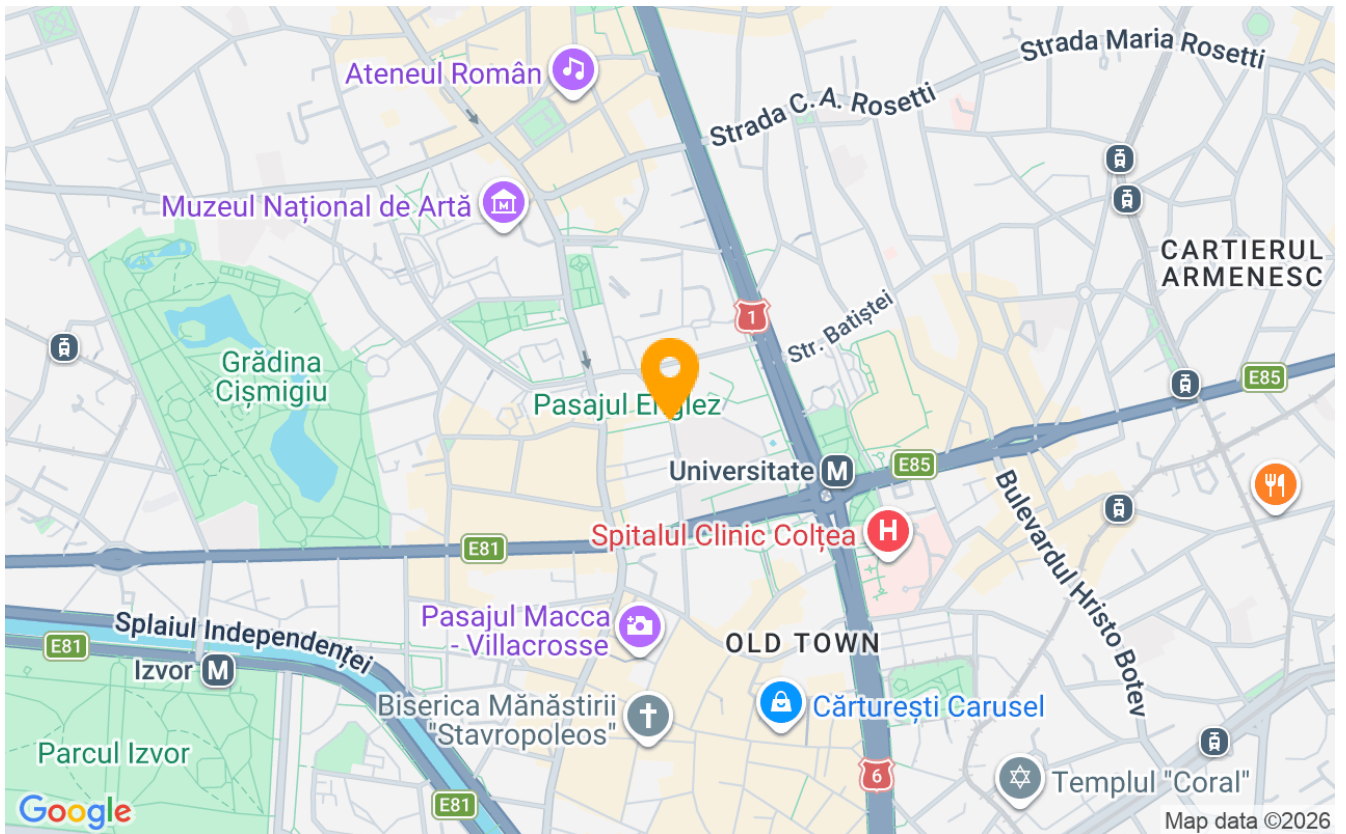 Ateneul Român
Strada Maria Rosetti
Strada C. A. Rosetti
Muzeul Național de Artă
CARTIERUL
ARMENESC
1
Str. Batiștei
Grădina
Cișmigiu
E85
Pasajul Englez
Universitate M
E85
Bulevardul Hristo Botev
Spitalul Clinic Colțea H
E81
Splaiul Independenței
Pasajul Macca
- Villacrosse
OLD TOWN
E81
Izvor M
Biserica Mănăstirii
"Stavropoleos"
Cărturești Carusel
Parcul Izvor
6
Templul "Coral"
E81
Google
Map data ©2026